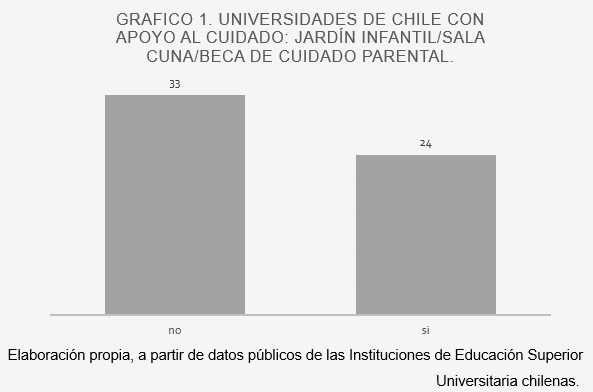 GRAFICO 1. UNIVERSIDADES DE CHILE CON
APOYO AL CUIDADO: JARDÍN INFANTIL/SALA
CUNA/BECA DE CUIDADO PARENTAL.
33
24
no
si
Elaboración propia, a partir de datos públicos de las Instituciones de Educación Superior
Universitaria chilenas.